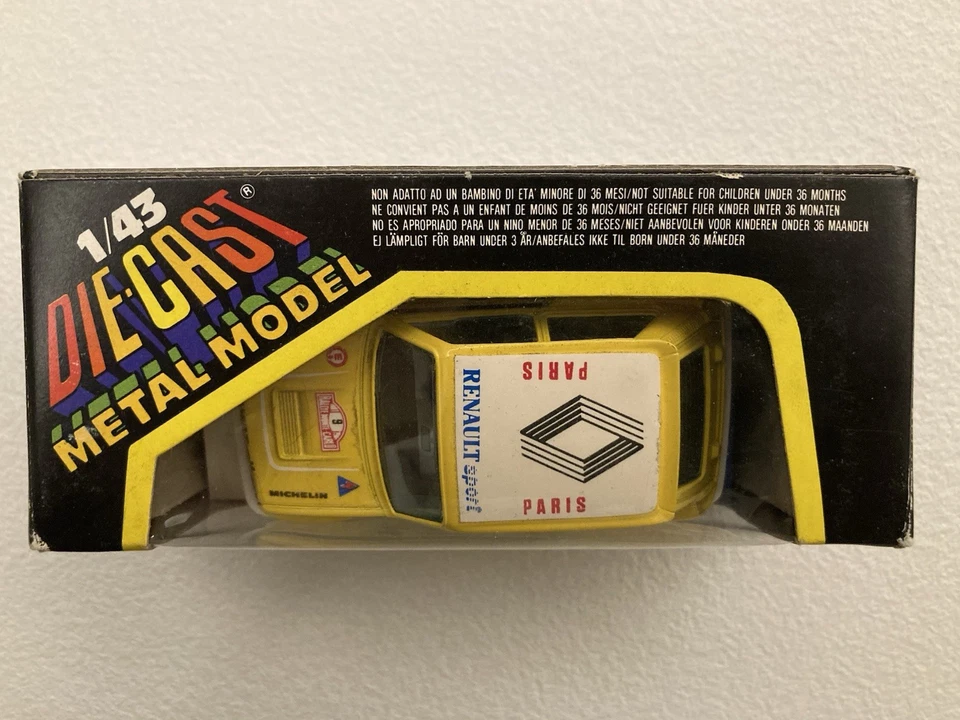 1/43
DIE-CAST®
METAL MODEL
NON ADATTO AD UN BAMBINO DI ETA' MINORE DI 36 MESI/NOT SUITABLE FOR CHILDREN UNDER 36 MONTHS
NE CONVIENT PAS A UN ENFANT DE MOINS DE 36 MOIS/NICHT GEEIGNET FUER KINDER UNTER 36 MONATEN
NO ES APROPRIADO PARA UN NINO MENOR DE 36 MESES/NIET AANBEVOLEN VOOR KINDEREN ONDER 36 MAANDEN
EJ LÄMPLIGT FÖR BARN UNDER 3 ÅR/ANBEFALES IKKE TIL BORN UNDER 36 MÅNEDER
PARIS
RENAULT sport
PARIS
9
MICHELIN